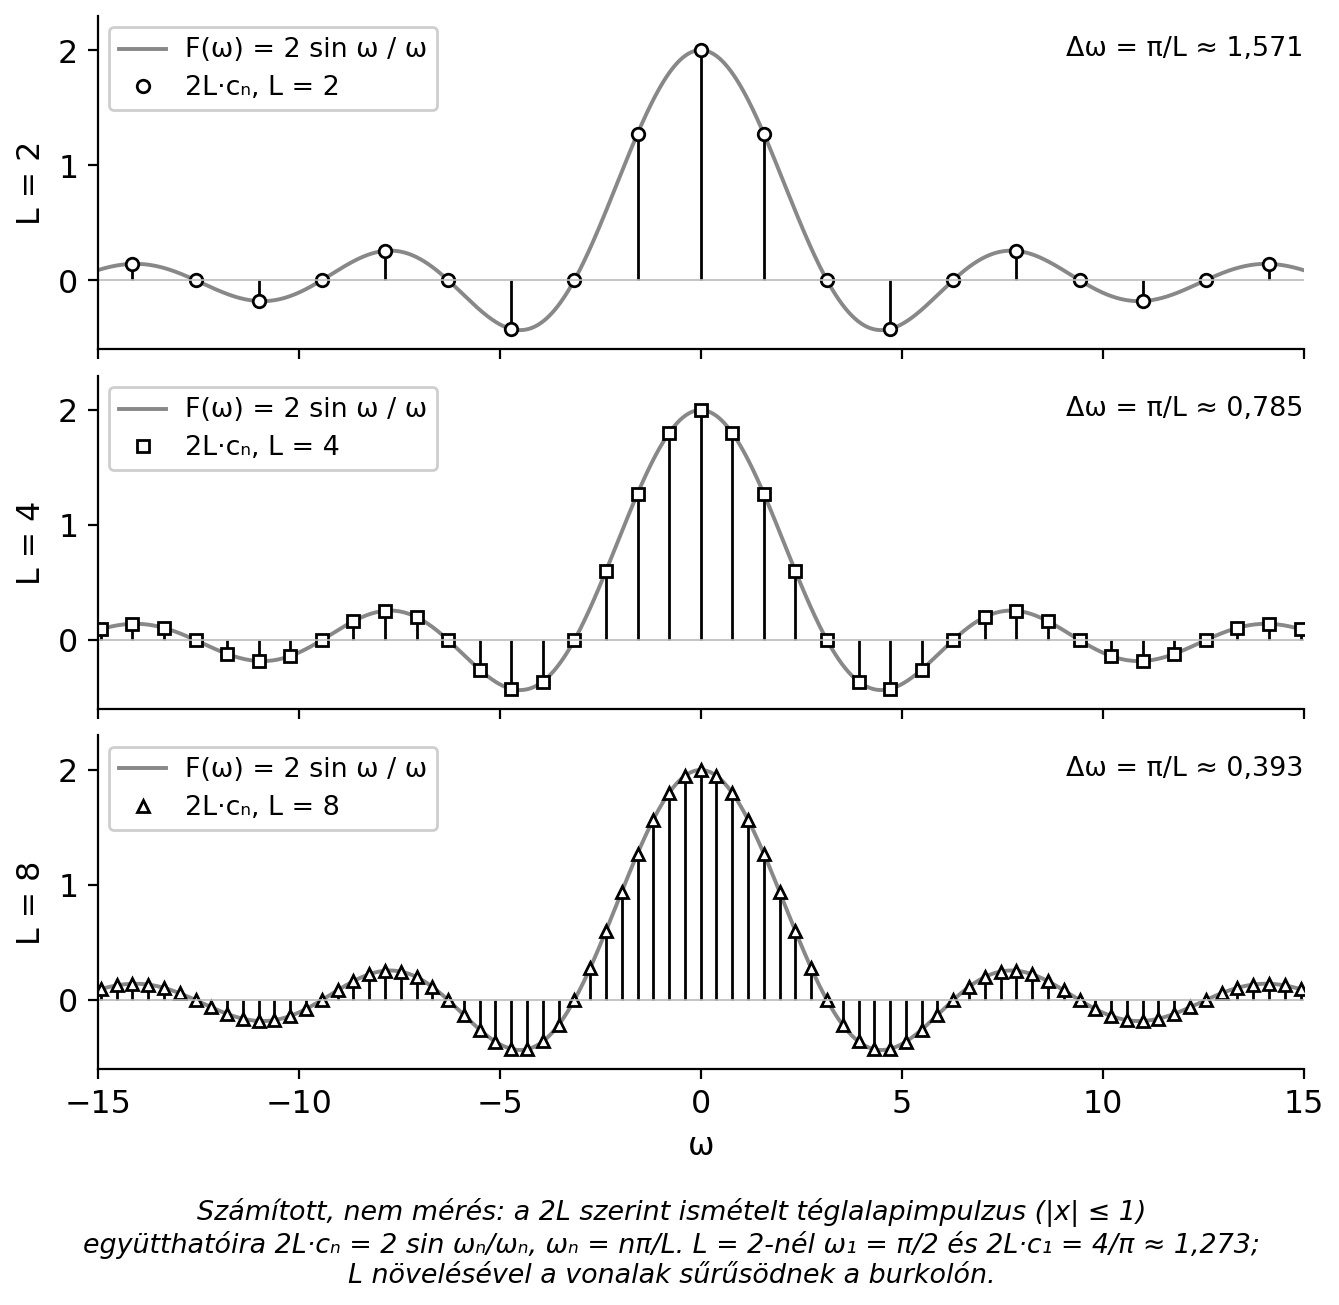 F(ω) = 2 sin ω / ω
2L·cₙ, L = 2
Δω = π/L ≈ 1,571
L = 2
2
1
0
F(ω) = 2 sin ω / ω
2L·cₙ, L = 4
Δω = π/L ≈ 0,785
L = 4
2
1
0
F(ω) = 2 sin ω / ω
2L·cₙ, L = 8
Δω = π/L ≈ 0,393
L = 8
2
1
0
−15 −10 −5 0 5 10 15
ω
Számított, nem mérés: a 2L szerint ismételt téglalapimpulzus (|x| ≤ 1)
együtthatóira 2L·cₙ = 2 sin ωₙ/ωₙ, ωₙ = nπ/L. L = 2-nél ω₁ = π/2 és 2L·c₁ = 4/π ≈ 1,273;
L növelésével a vonalak sűrűsödnek a burkolón.